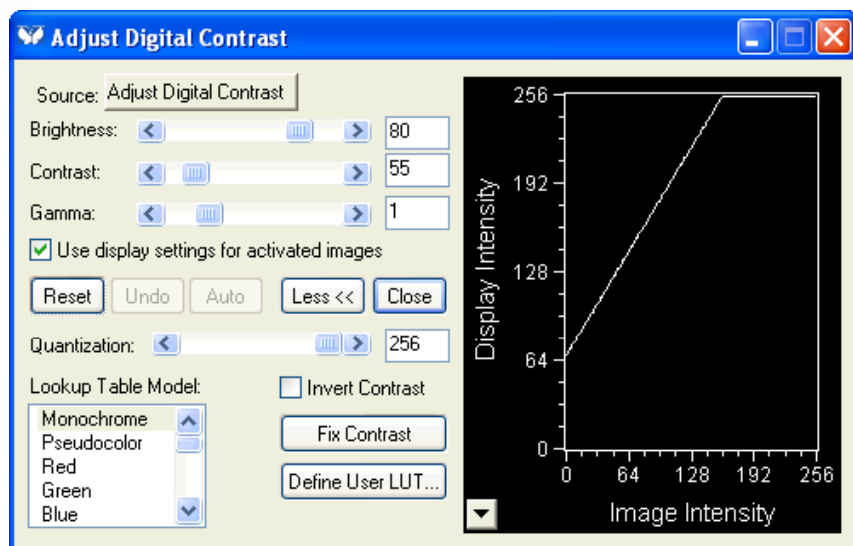 Adjust Digital Contrast
Source: Adjust Digital Contrast
Brightness: 80
Contrast: 55
Gamma: 1
Use display settings for activated images
Reset Undo Auto Less << Close
Quantization: 256
Lookup Table Model:
Invert Contrast
Monochrome
Pseudocolor
Red
Green
Blue
Fix Contrast
Define User LUT...
Display Intensity
256
192
128
64
0
0 64 128 192 256
Image Intensity